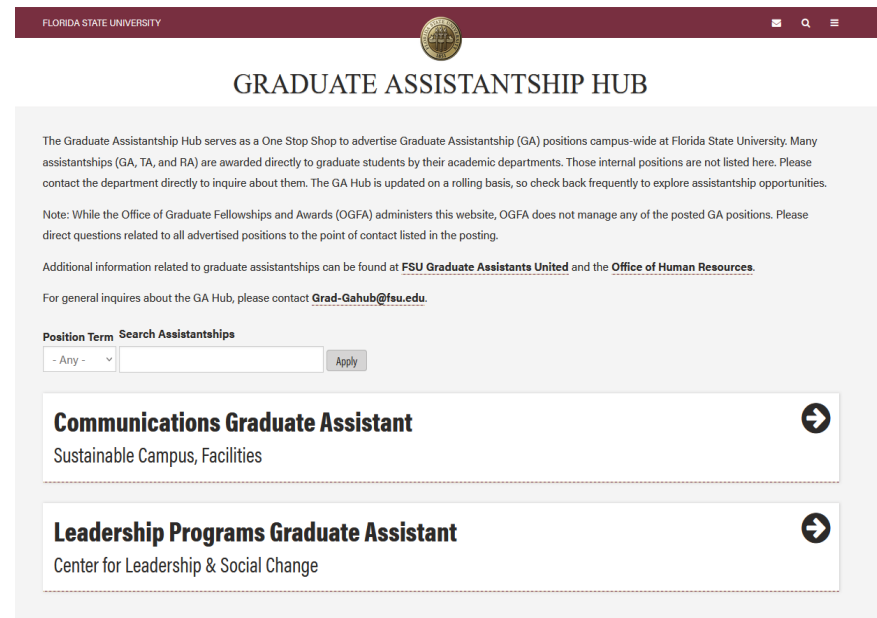 FLORIDA STATE UNIVERSITY
GRADUATE ASSISTANTSHIP HUB
The Graduate Assistantship Hub serves as a One Stop Shop to advertise Graduate Assistantship (GA) positions campus-wide at Florida State University. Many
assistantships (GA, TA, and RA) are awarded directly to graduate students by their academic departments. Those internal positions are not listed here. Please
contact the department directly to inquire about them. The GA Hub is updated on a rolling basis, so check back frequently to explore assistantship opportunities.
Note: While the Office of Graduate Fellowships and Awards (OGFA) administers this website, OGFA does not manage any of the posted GA positions. Please
direct questions related to all advertised positions to the point of contact listed in the posting.
Additional information related to graduate assistantships can be found at FSU Graduate Assistants United and the Office of Human Resources.
For general inquires about the GA Hub, please contact Grad-Gahub@fsu.edu.
Position Term Search Assistantships
- Any - Apply
Communications Graduate Assistant
Sustainable Campus, Facilities
Leadership Programs Graduate Assistant
Center for Leadership & Social Change